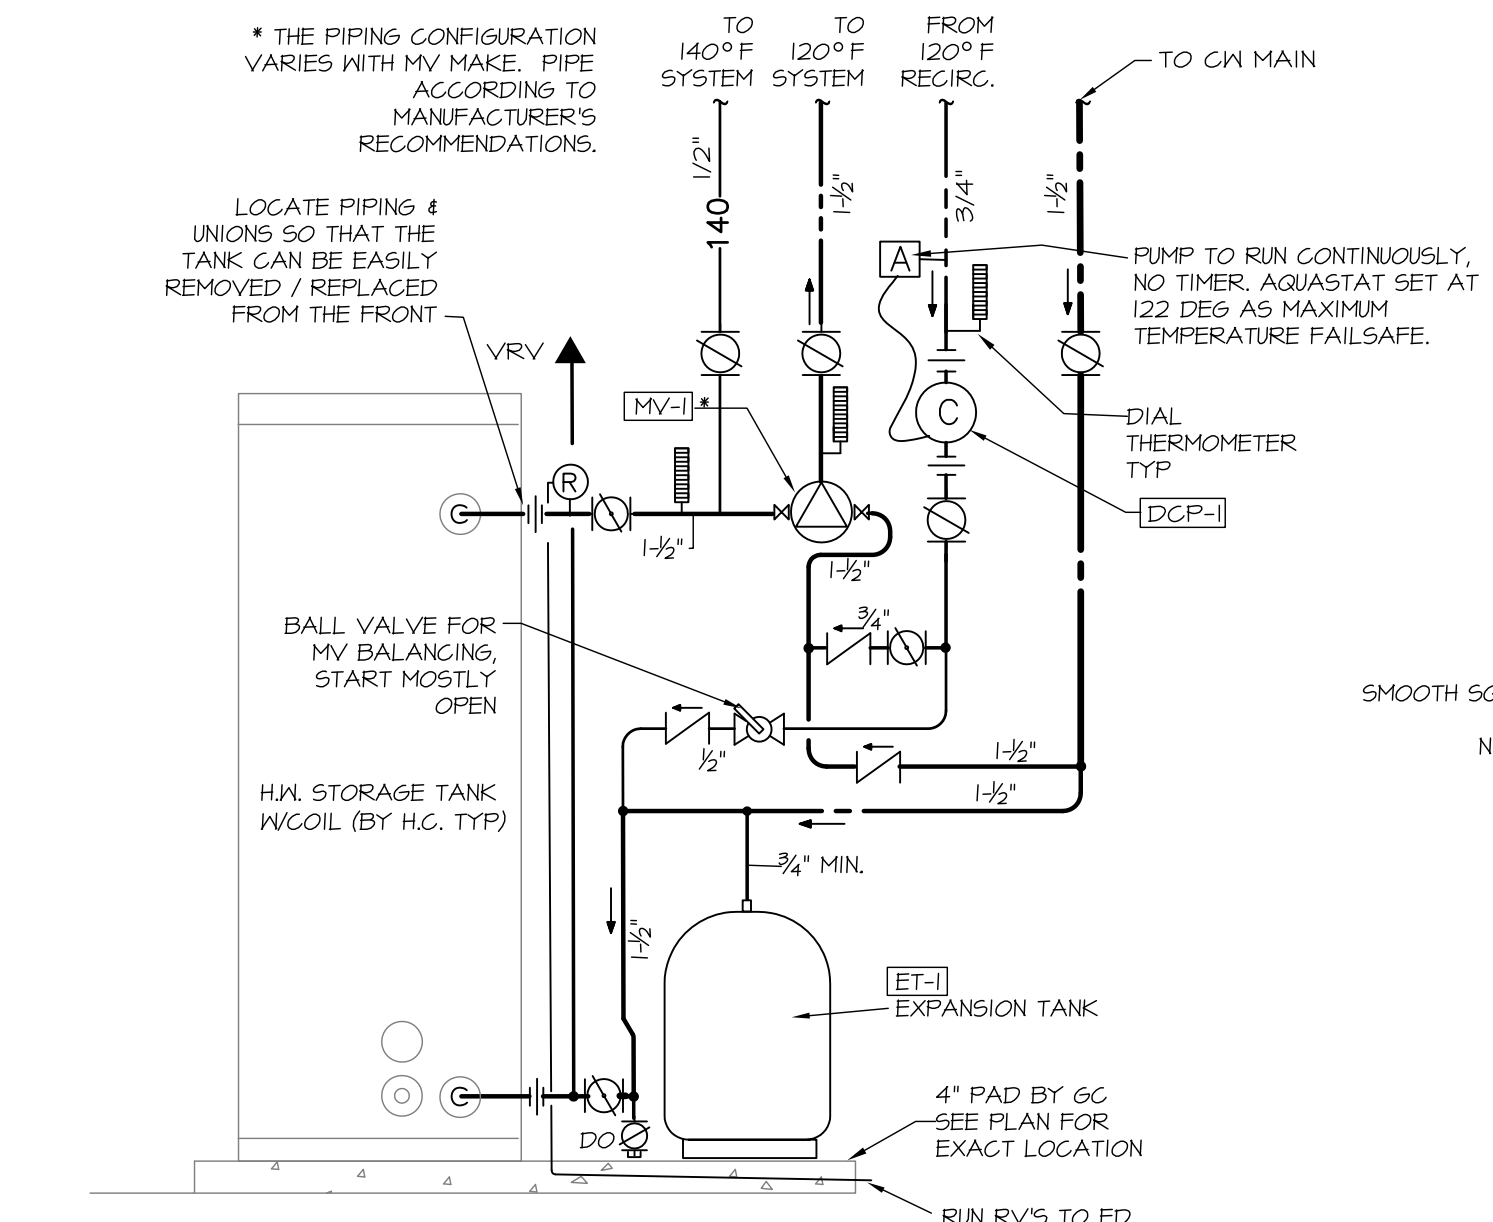 * THE PIPING CONFIGURATION
VARIES WITH MV MAKE. PIPE
ACCORDING TO
MANUFACTURER'S
RECOMMENDATIONS.
TO
140° F
SYSTEM
TO
120° F
SYSTEM
FROM
120° F
RECIRC.
TO CW MAIN
1/2"
140
1-1/2"
3/4"
1-1/2"
LOCATE PIPING &
UNIONS SO THAT THE
TANK CAN BE EASILY
REMOVED / REPLACED
FROM THE FRONT
A
PUMP TO RUN CONTINUOUSLY,
NO TIMER. AQUASTAT SET AT
122 DEG AS MAXIMUM
TEMPERATURE FAILSAFE.
VRV
MV-1 *
C
DIAL
THERMOMETER
TYP
R
C
DCP-1
1-1/2"
1-1/2"
3/4"
BALL VALVE FOR
MV BALANCING,
START MOSTLY
OPEN
SMOOTH
1/2"
1-1/2"
1-1/2"
H.W. STORAGE TANK
W/COIL (BY H.C. TYP)
3/4" MIN.
1-1/2"
ET-1
EXPANSION TANK
C
DO
4" PAD BY GC
SEE PLAN FOR
EXACT LOCATION
RUN RV'S TO FD